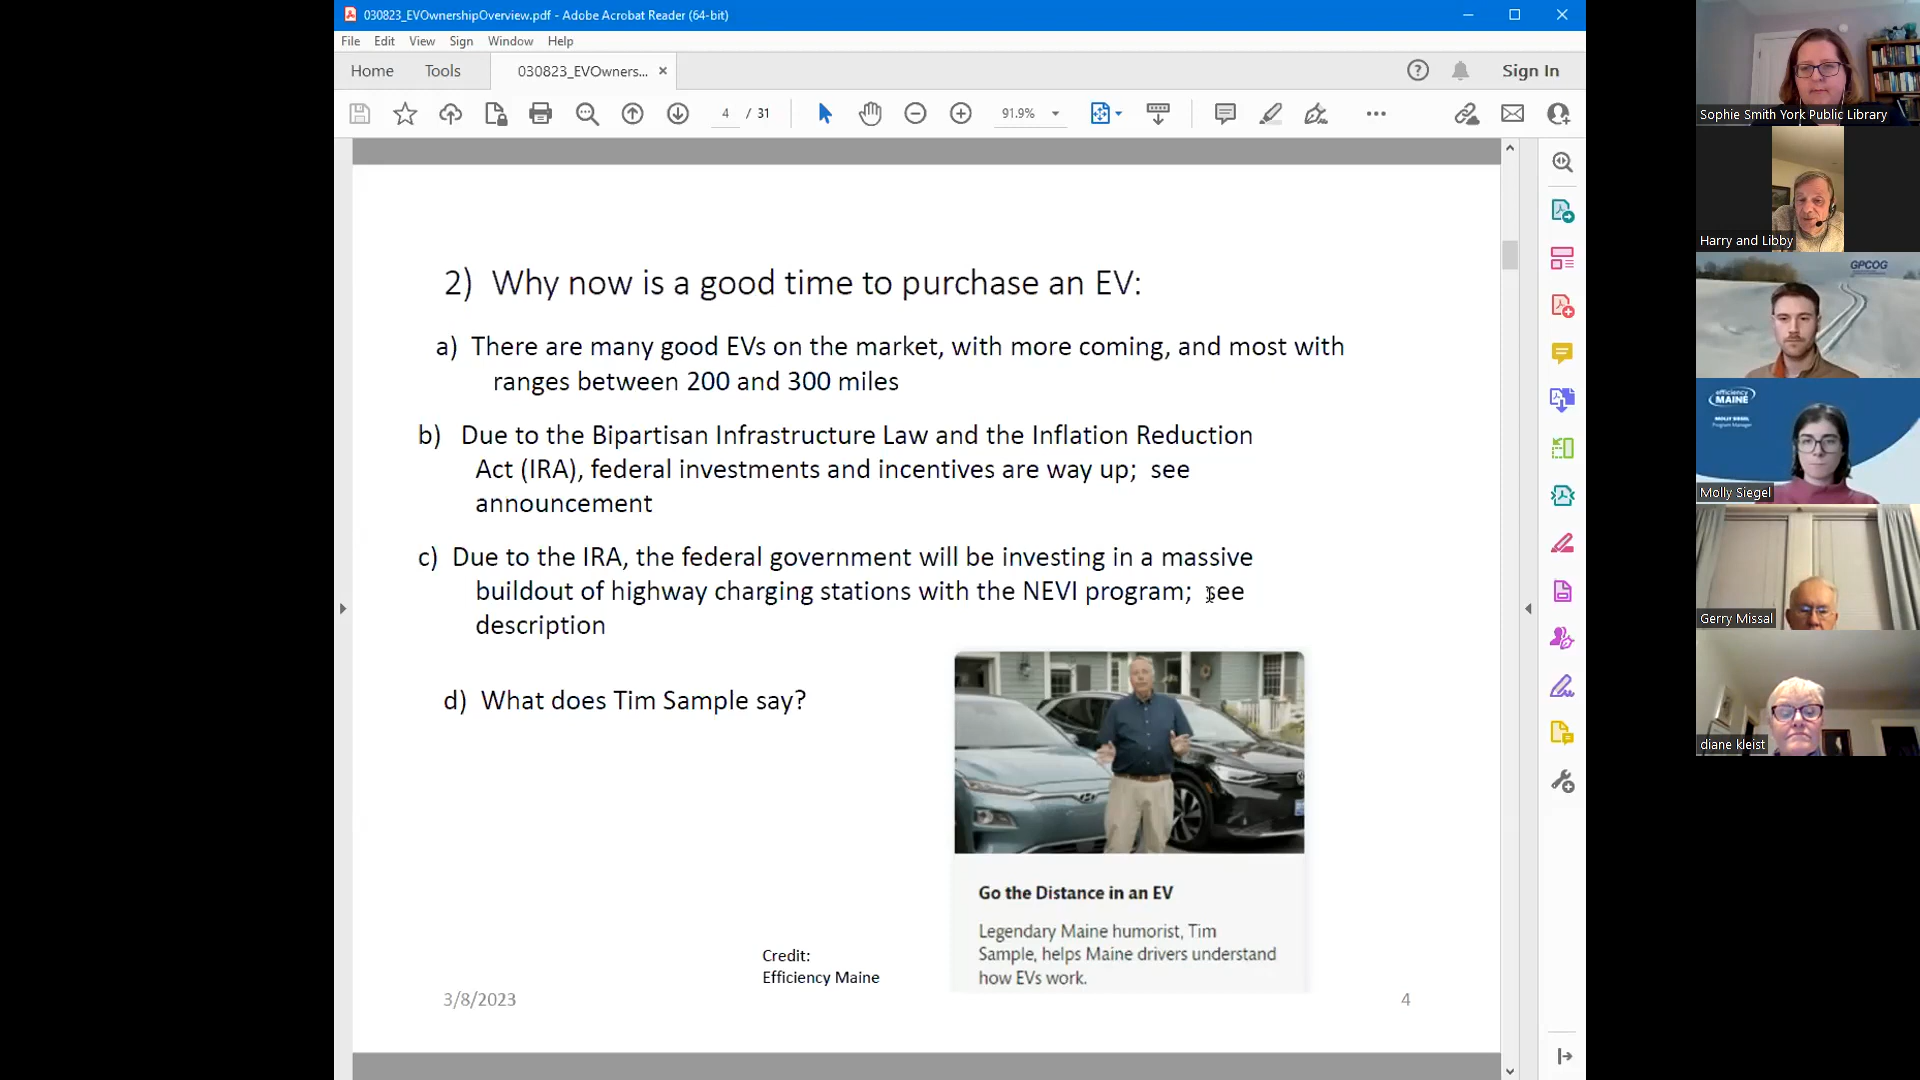 030823_EVOwnershipOverview.pdf - Adobe Acrobat Reader (64-bit)
File Edit View Sign Window Help
Home Tools 030823_EVOwners... Sign In
4 / 31 91.9%
2) Why now is a good time to purchase an EV:
a) There are many good EVs on the market, with more coming, and most with
ranges between 200 and 300 miles
b) Due to the Bipartisan Infrastructure Law and the Inflation Reduction
Act (IRA), federal investments and incentives are way up; see
announcement
c) Due to the IRA, the federal government will be investing in a massive
buildout of highway charging stations with the NEVI program; see
description
d) What does Tim Sample say?
Go the Distance in an EV
Legendary Maine humorist, Tim
Sample, helps Maine drivers understand
how EVs work.
Credit:
Efficiency Maine
3/8/2023
4
Sophie Smith York Public Library
Harry and Libby
GPCOG
efficiency
MAINE
MOLLY SIEGEL
Program Manager
Molly Siegel
Gerry Missal
diane kleist